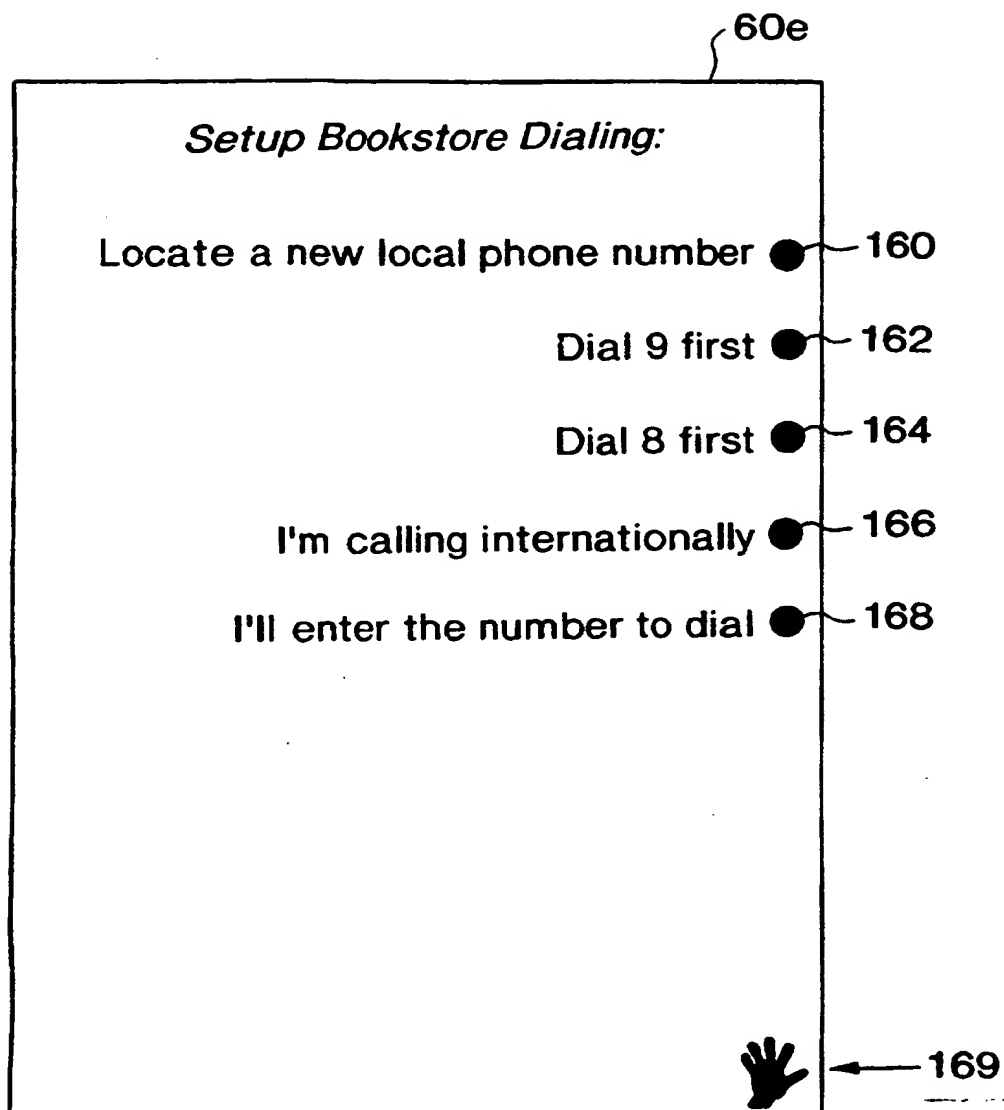 60e
Setup Bookstore Dialing:
Locate a new local phone number 160
Dial 9 first 162
Dial 8 first 164
I'm calling internationally 166
I'll enter the number to dial 168
169